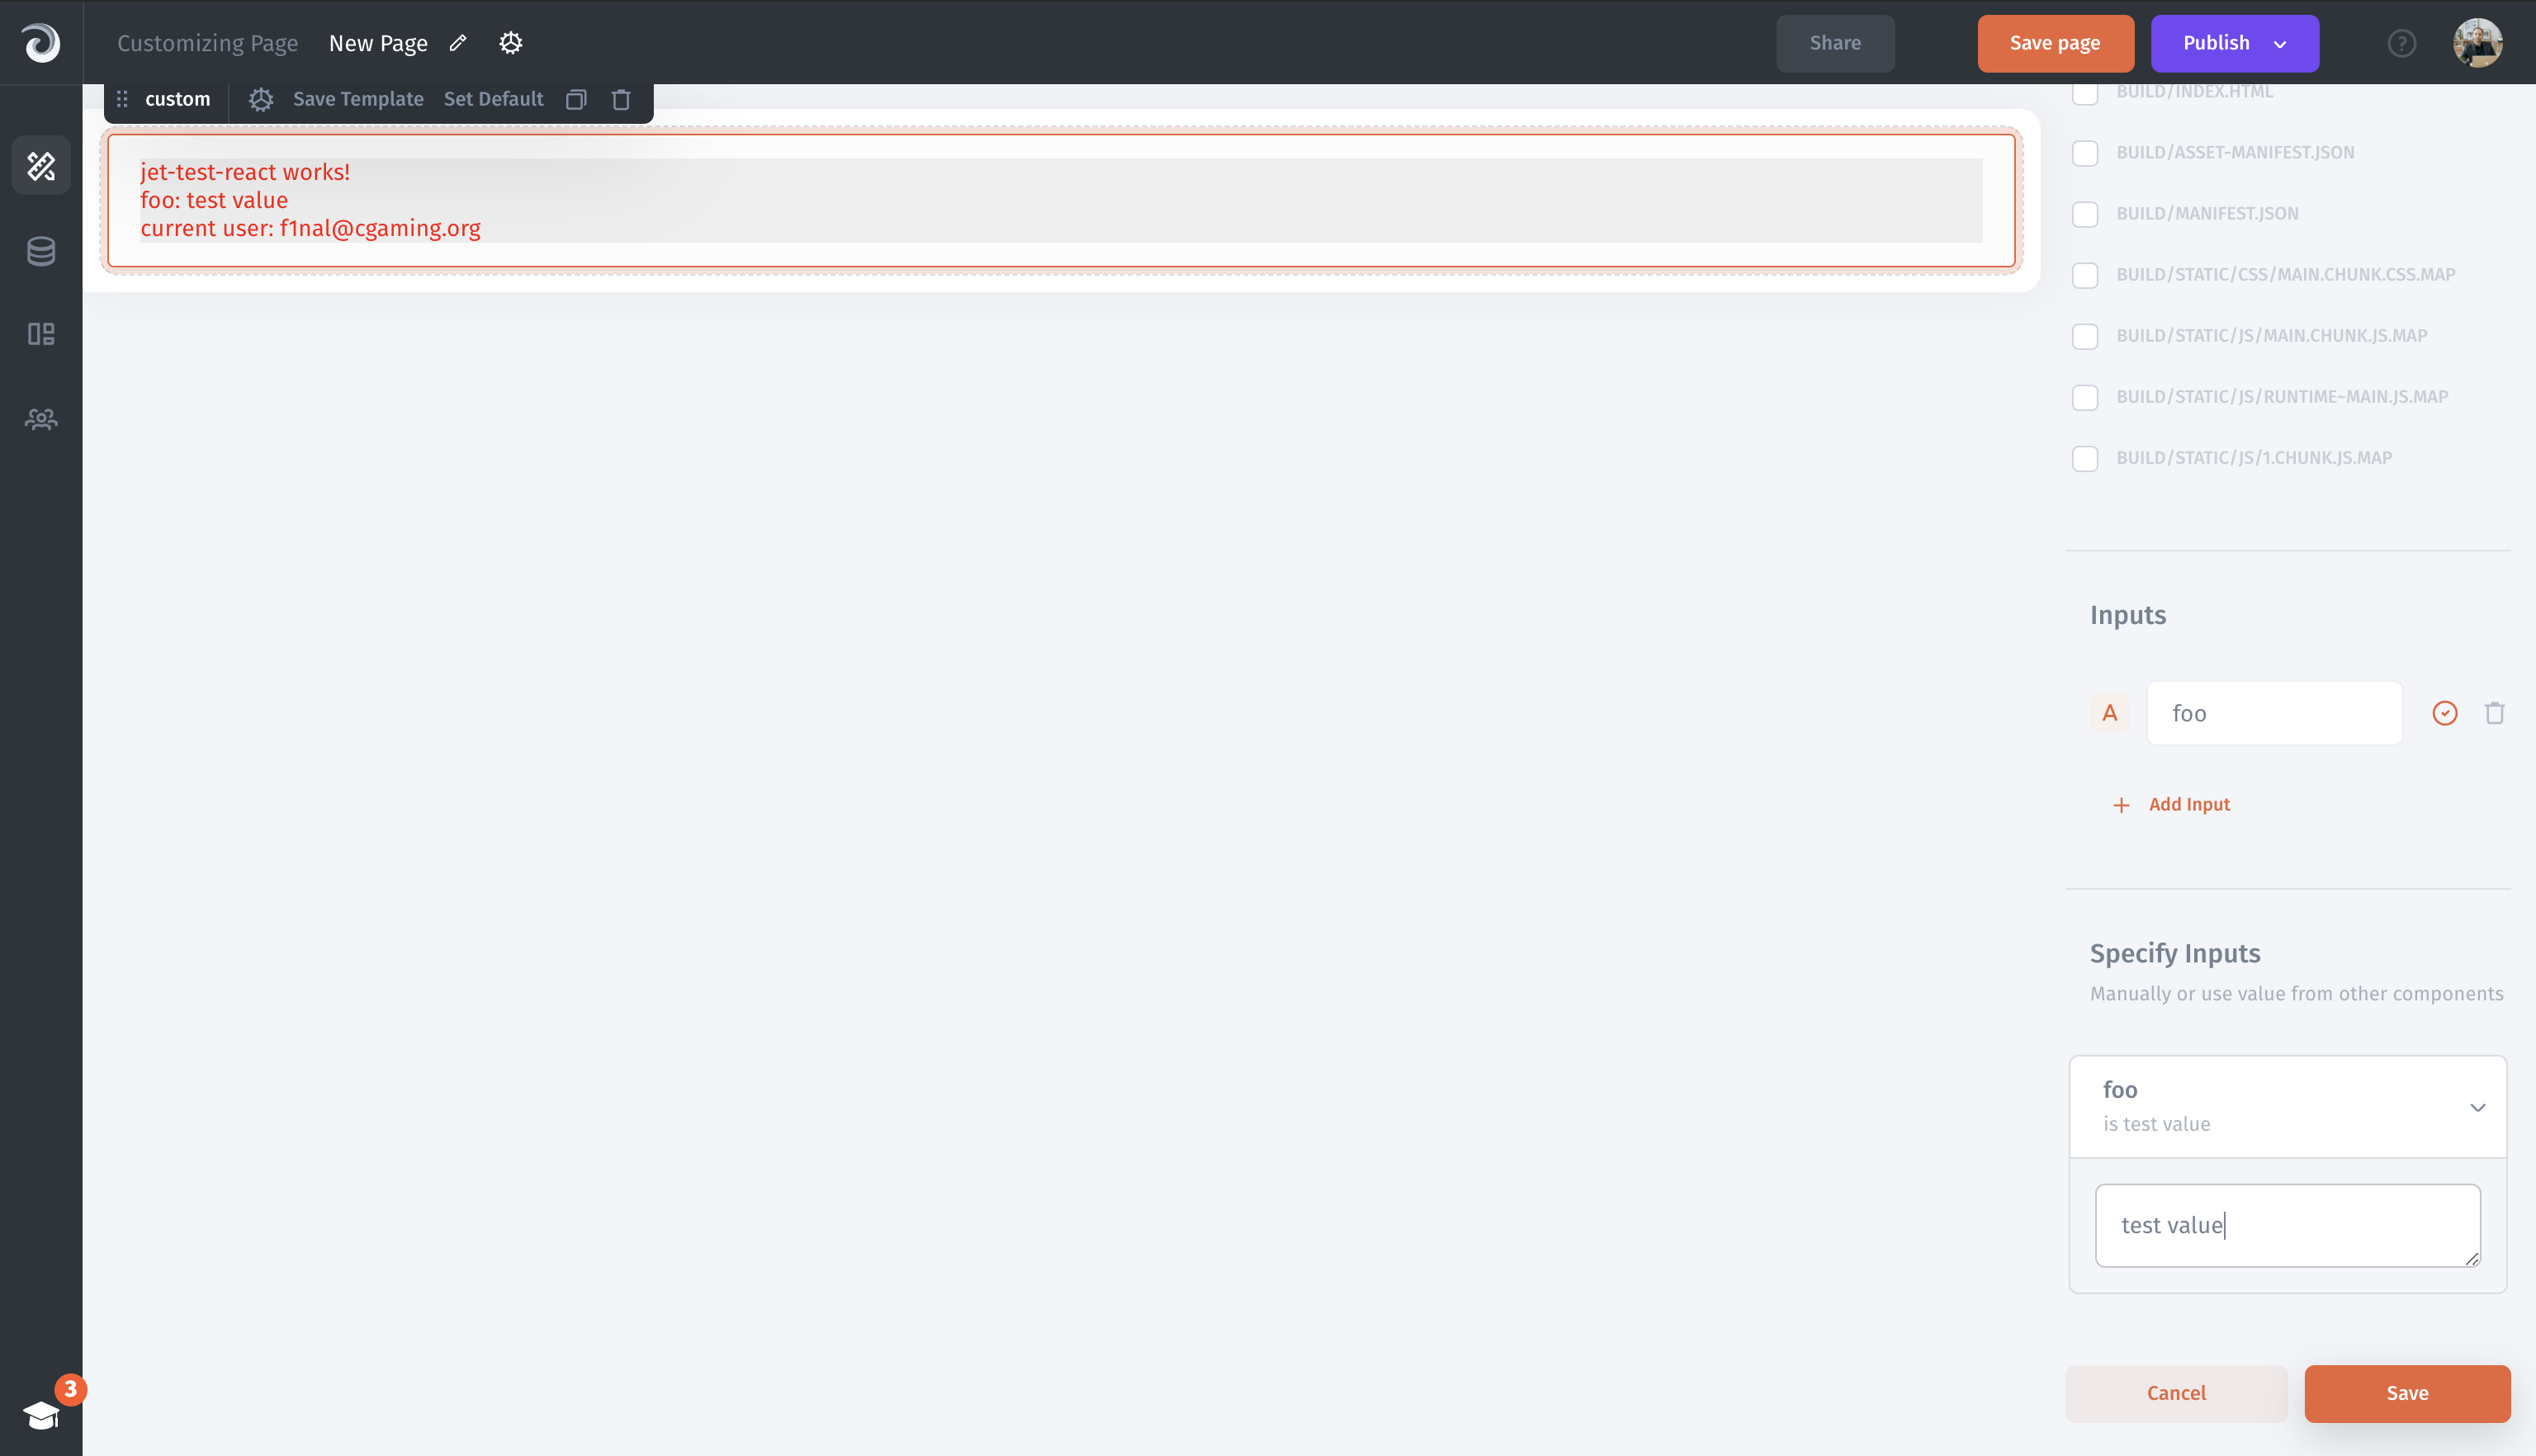 Customizing Page New Page Share Save page Publish ?
custom Save Template Set Default
jet-test-react works!
foo: test value
current user: f1nal@cgaming.org
BUILD/INDEX.HTML
BUILD/ASSET-MANIFEST.JSON
BUILD/MANIFEST.JSON
BUILD/STATIC/CSS/MAIN.CHUNK.CSS.MAP
BUILD/STATIC/JS/MAIN.CHUNK.JS.MAP
BUILD/STATIC/JS/RUNTIME~MAIN.JS.MAP
BUILD/STATIC/JS/1.CHUNK.JS.MAP
Inputs
A foo
+ Add Input
Specify Inputs
Manually or use value from other components
foo
is test value
test value
Cancel Save
3